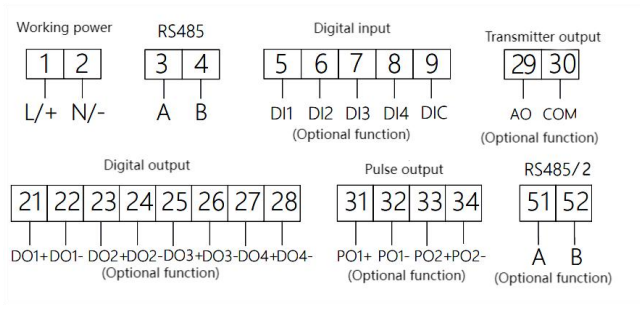 Working power
RS485
Digital input
Transmitter output
1 2
3 4
5 6 7 8 9
29 30
L/+ N/-
A B
DI1 DI2 DI3 DI4 DIC
AO COM
(Optional function)
(Optional function)
Digital output
Pulse output
RS485/2
21 22 23 24 25 26 27 28
31 32 33 34
51 52
DO1+ DO1- DO2+ DO2- DO3+ DO3- DO4+ DO4-
PO1+ PO1- PO2+ PO2-
A B
(Optional function)
(Optional function)
(Optional function)